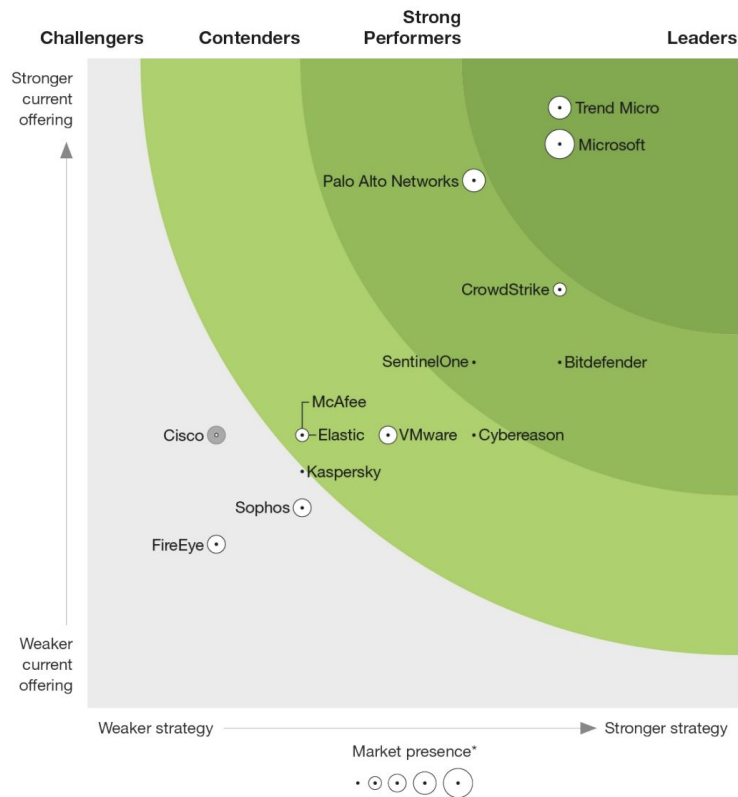 Challengers
Contenders
Strong
Performers
Leaders
Stronger
current
offering
Trend Micro
Microsoft
Palo Alto Networks
CrowdStrike
SentinelOne
Bitdefender
McAfee
Cisco
Elastic
VMware
Cybereason
Kaspersky
Sophos
FireEye
Weaker
current
offering
Weaker strategy
Stronger strategy
Market presence*